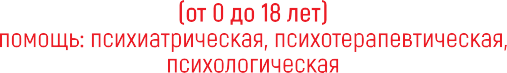 (от 0 до 18 лет)
помощь: психиатрическая, психотерапевтическая,
психологическая